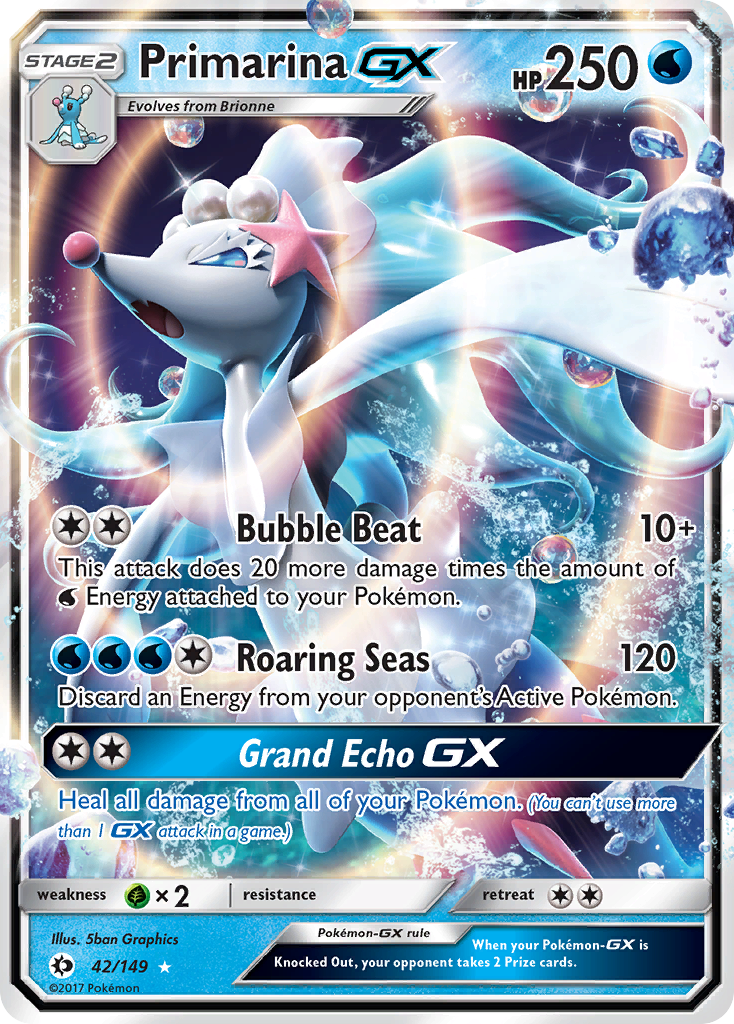 STAGE2 Primarina GX HP250
Evolves from Brionne
Bubble Beat 10+
This attack does 20 more damage times the amount of
Energy attached to your Pokémon.
Roaring Seas 120
Discard an Energy from your opponent's Active Pokémon.
Grand Echo GX
Heal all damage from all of your Pokémon. (You can't use more
than 1 GX attack in a game.)
weakness ×2 resistance retreat
Illus. 5ban Graphics
42/149
©2017 Pokémon
Pokémon-GX rule
When your Pokémon-GX is
Knocked Out, your opponent takes 2 Prize cards.